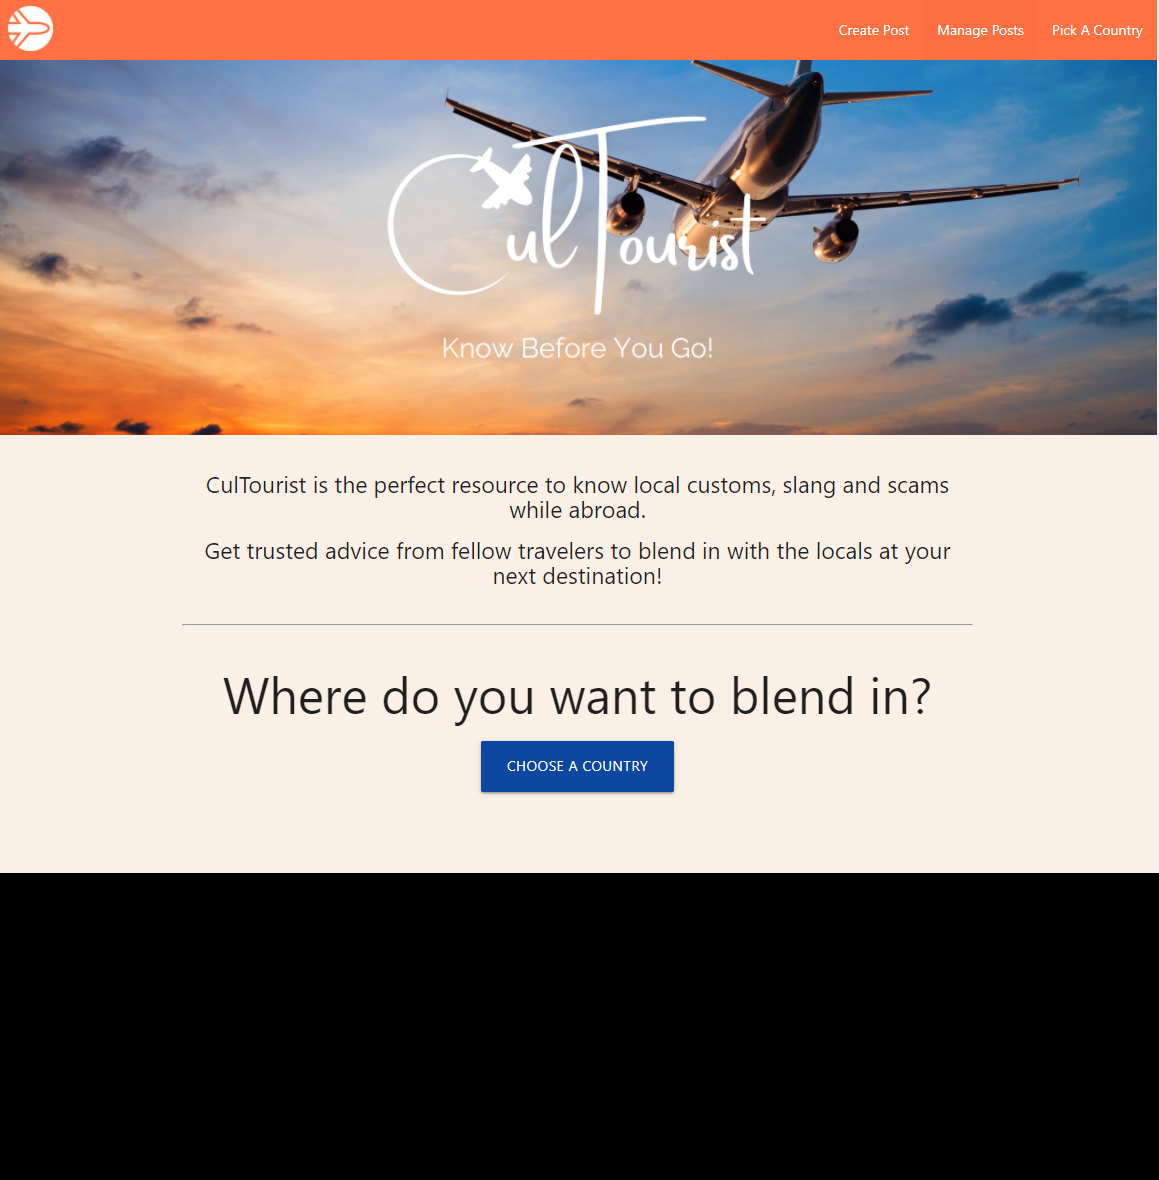 Create Post Manage Posts Pick A Country
CulTourist
Know Before You Go!
CulTourist is the perfect resource to know local customs, slang and scams
while abroad.
Get trusted advice from fellow travelers to blend in with the locals at your
next destination!
Where do you want to blend in?
CHOOSE A COUNTRY